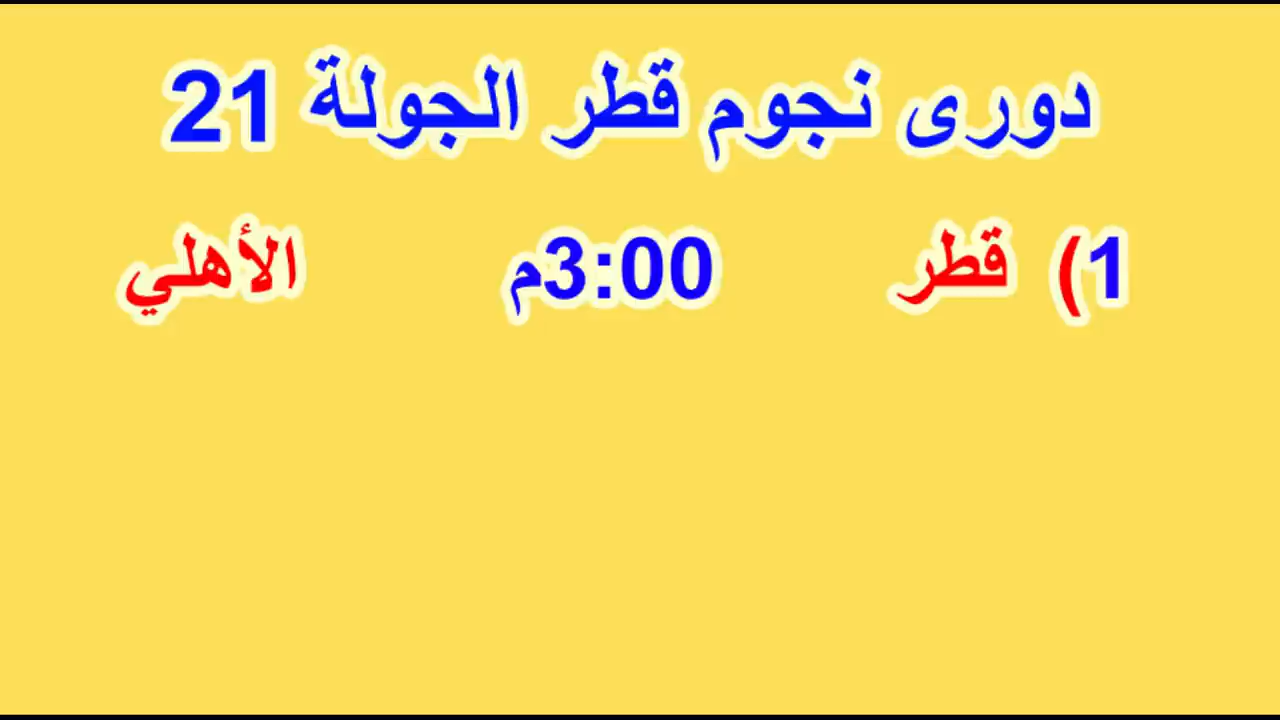 دورى نجوم قطر الجولة 21
1) قطر 3:00م الأهلي